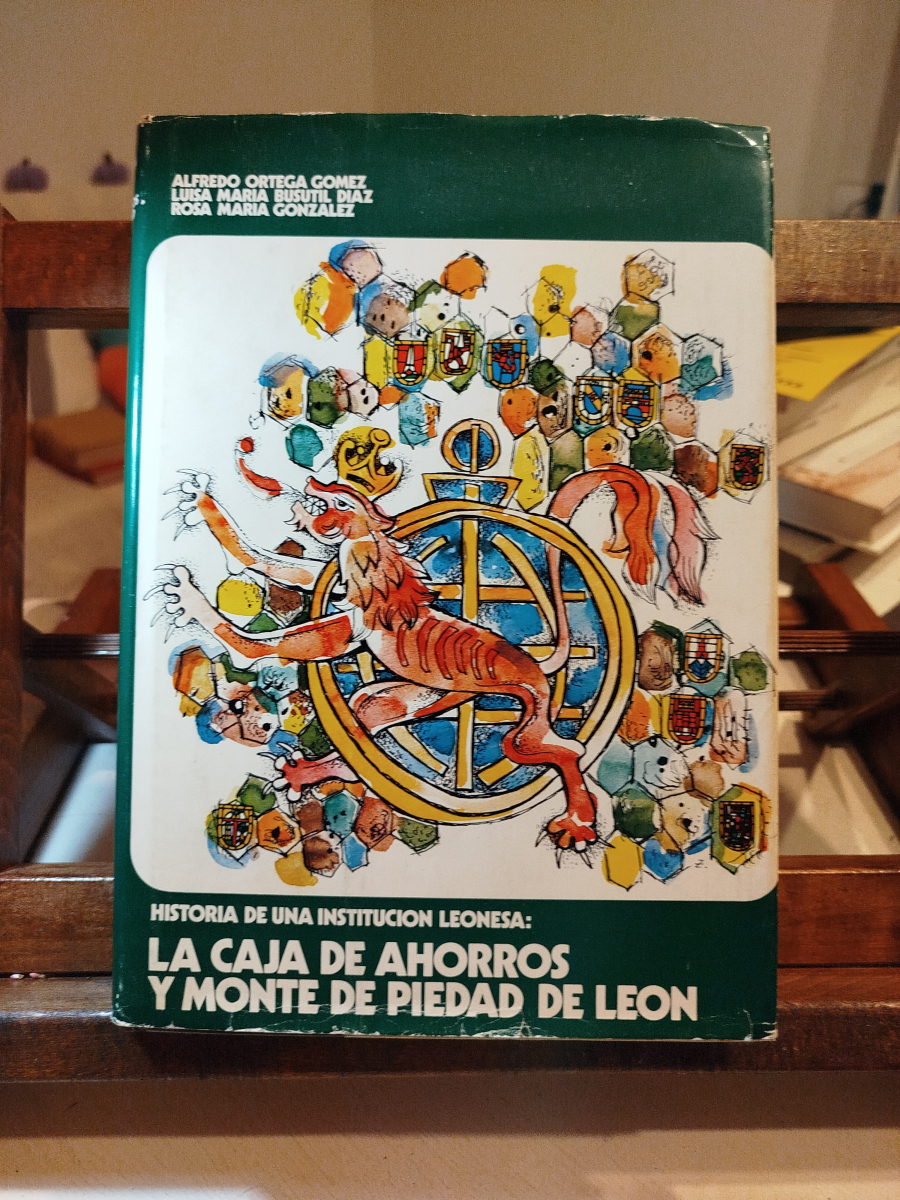 ALFREDO ORTEGA GOMEZ
LUISA MARIA BUSUTIL DIAZ
ROSA MARIA GONZALEZ
HISTORIA DE UNA INSTITUCION LEONESA:
LA CAJA DE AHORROS
Y MONTE DE PIEDAD DE LEON